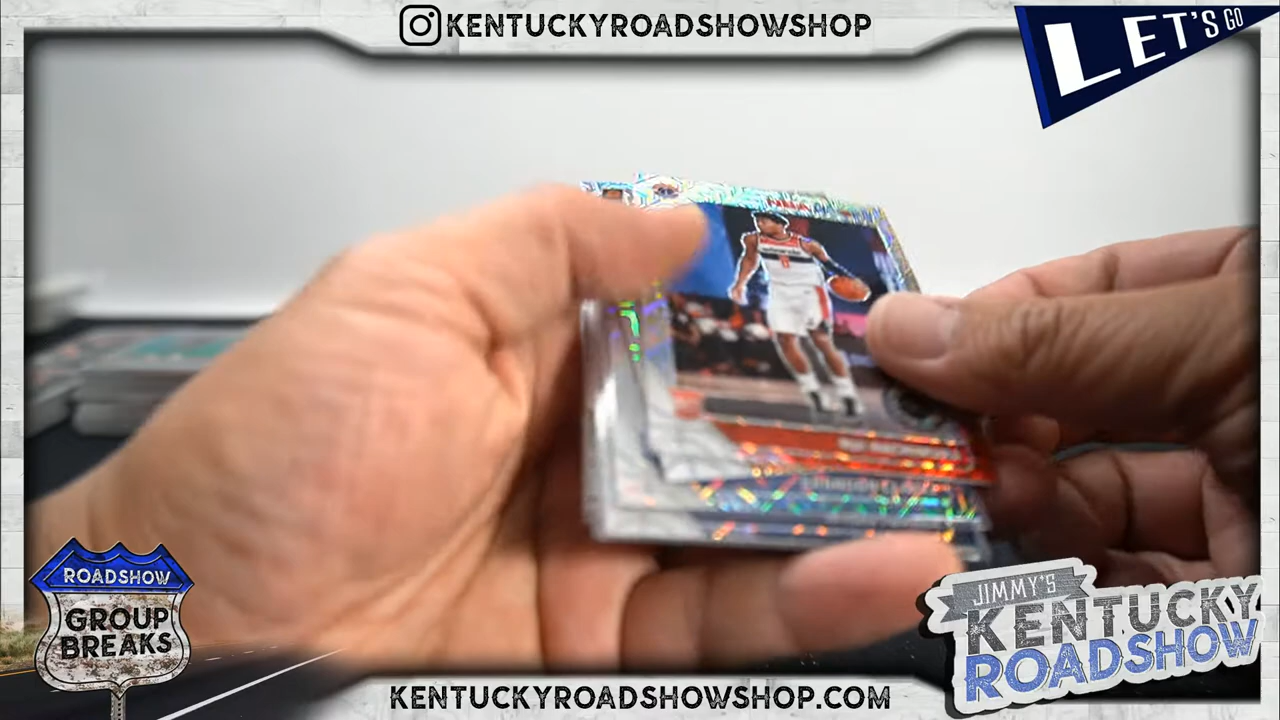 KENTUCKYROADSHOWSHOP
LET'S GO
ROADSHOW
GROUP
BREAKS
JIMMY'S
KENTUCKY
ROADSHOW
KENTUCKYROADSHOWSHOP.COM